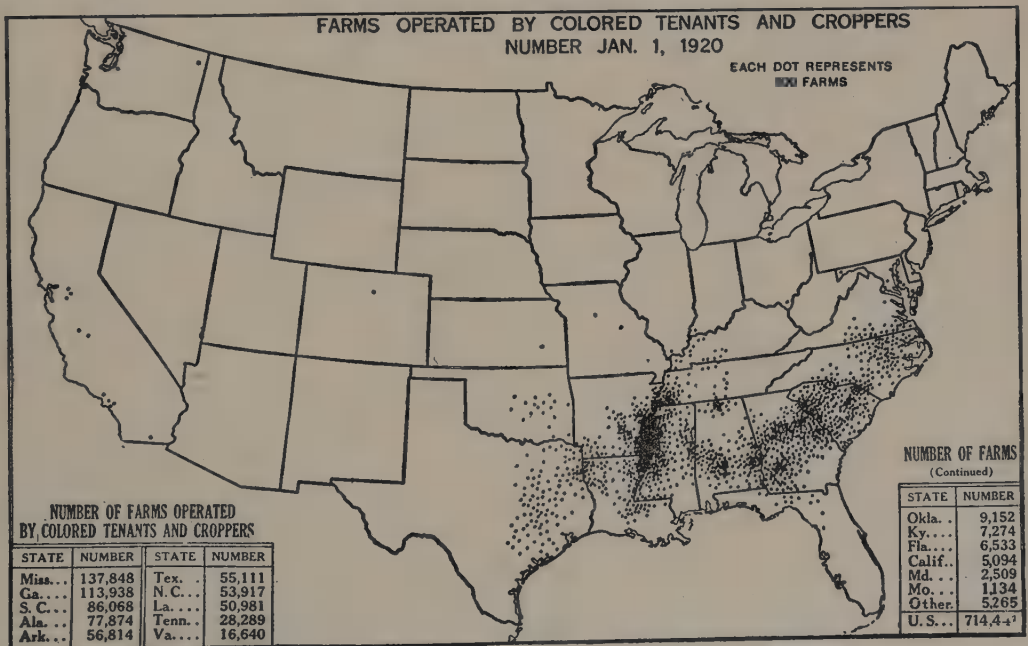 FARMS OPERATED BY COLORED TENANTS AND CROPPERS
NUMBER JAN. 1, 1920
EACH DOT REPRESENTS
FARMS
NUMBER OF FARMS OPERATED
BY COLORED TENANTS AND CROPPERS
STATE NUMBER STATE NUMBER
Miss... 137,848 Tex. . 55,111
Ga.... 113,938 N.C... 53,917
S.C... 86,068 La.... 50,981
Ala... 77,874 Tenn.. 28,289
Ark... 56,814 Va.... 16,640
NUMBER OF FARMS
(Continued)
STATE NUMBER
Okla. . 9,152
Ky.... 7,274
Fla.... 6,533
Calif.. 5,094
Md... 2,509
Mo... 1,134
Other. 5,265
U.S...